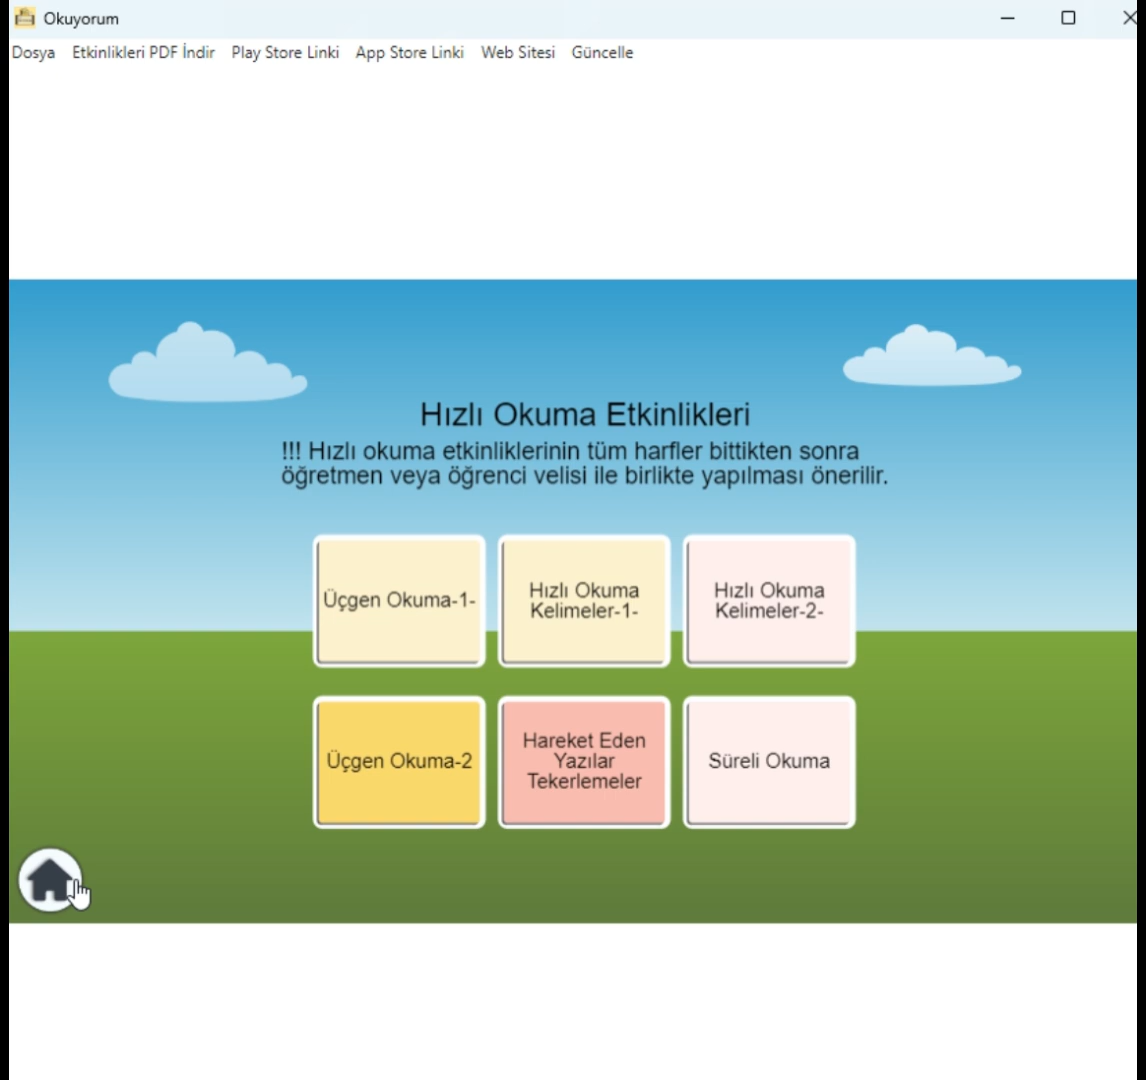 Okuyorum
Dosya Etkinlikleri PDF İndir Play Store Linki App Store Linki Web Sitesi Güncelle
Hızlı Okuma Etkinlikleri
!!! Hızlı okuma etkinliklerinin tüm harfler bittikten sonra
öğretmen veya öğrenci velisi ile birlikte yapılması önerilir.
Üçgen Okuma-1-
Hızlı Okuma
Kelimeler-1-
Hızlı Okuma
Kelimeler-2-
Üçgen Okuma-2
Hareket Eden
Yazılar
Tekerlemeler
Süreli Okuma